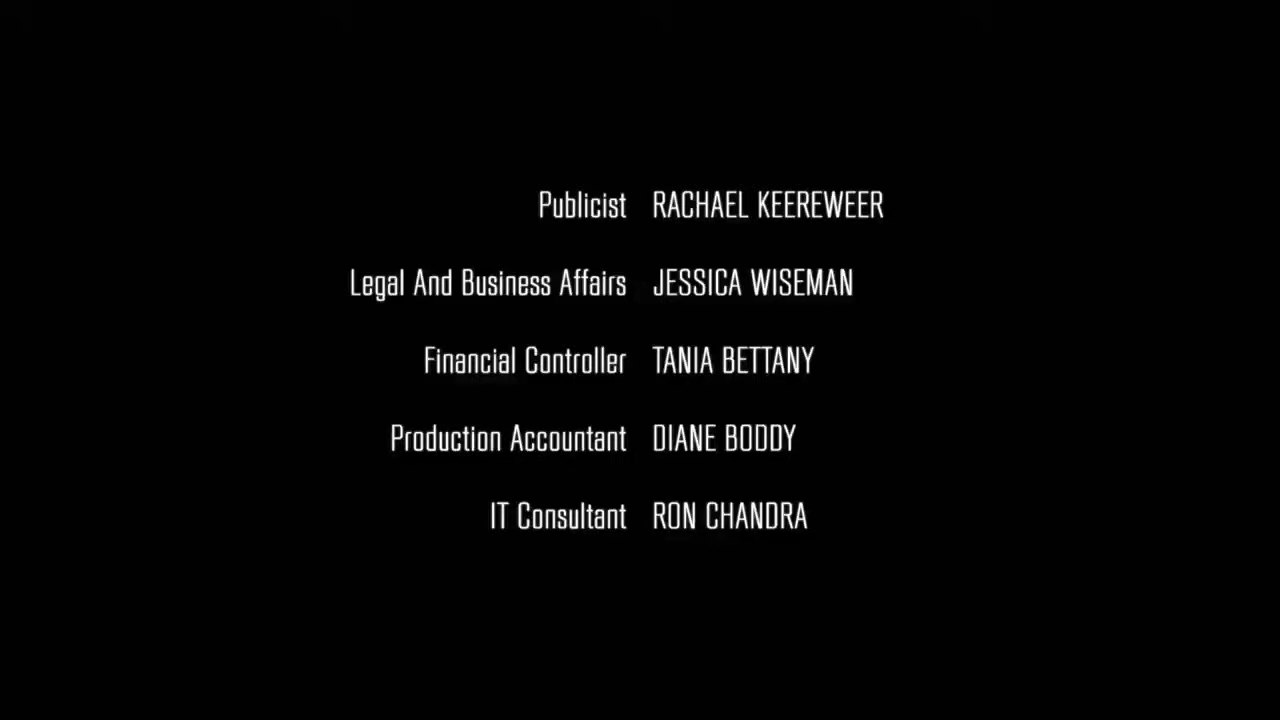 Publicist RACHAEL KEEREWEER
Legal And Business Affairs JESSICA WISEMAN
Financial Controller TANIA BETTANY
Production Accountant DIANE BODDY
IT Consultant RON CHANDRA